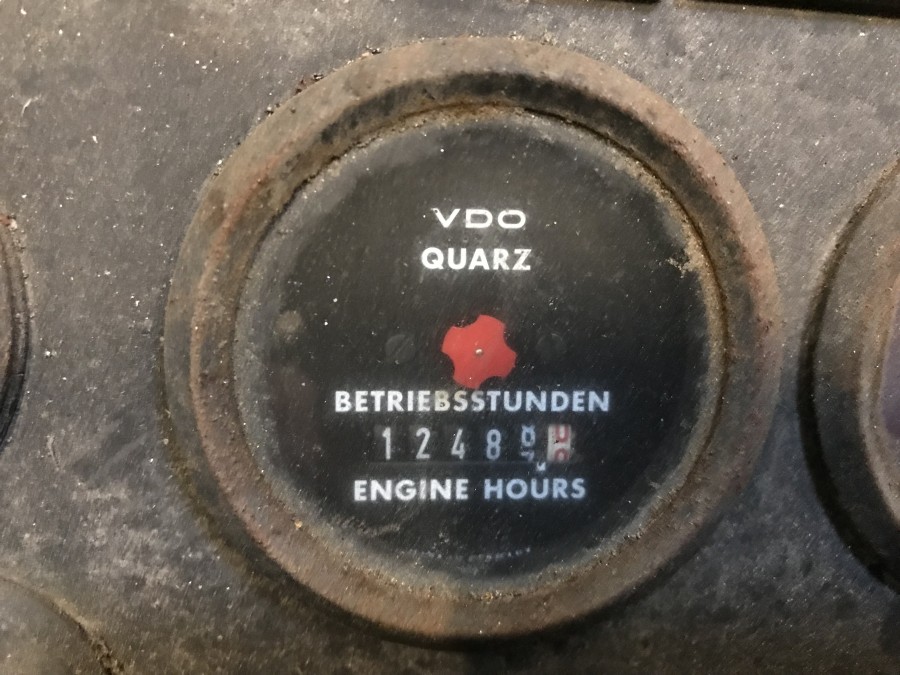 VDO
QUARZ
BETRIEBSSTUNDEN
1248
ENGINE HOURS